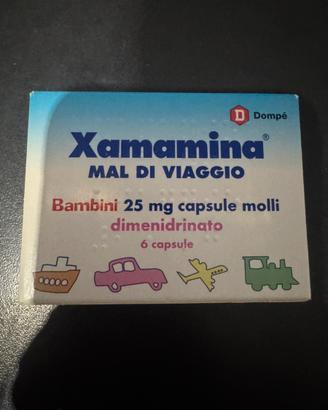 D Dompé
Xamamina®
MAL DI VIAGGIO
Bambini 25 mg capsule molli
dimenidrinato
6 capsule